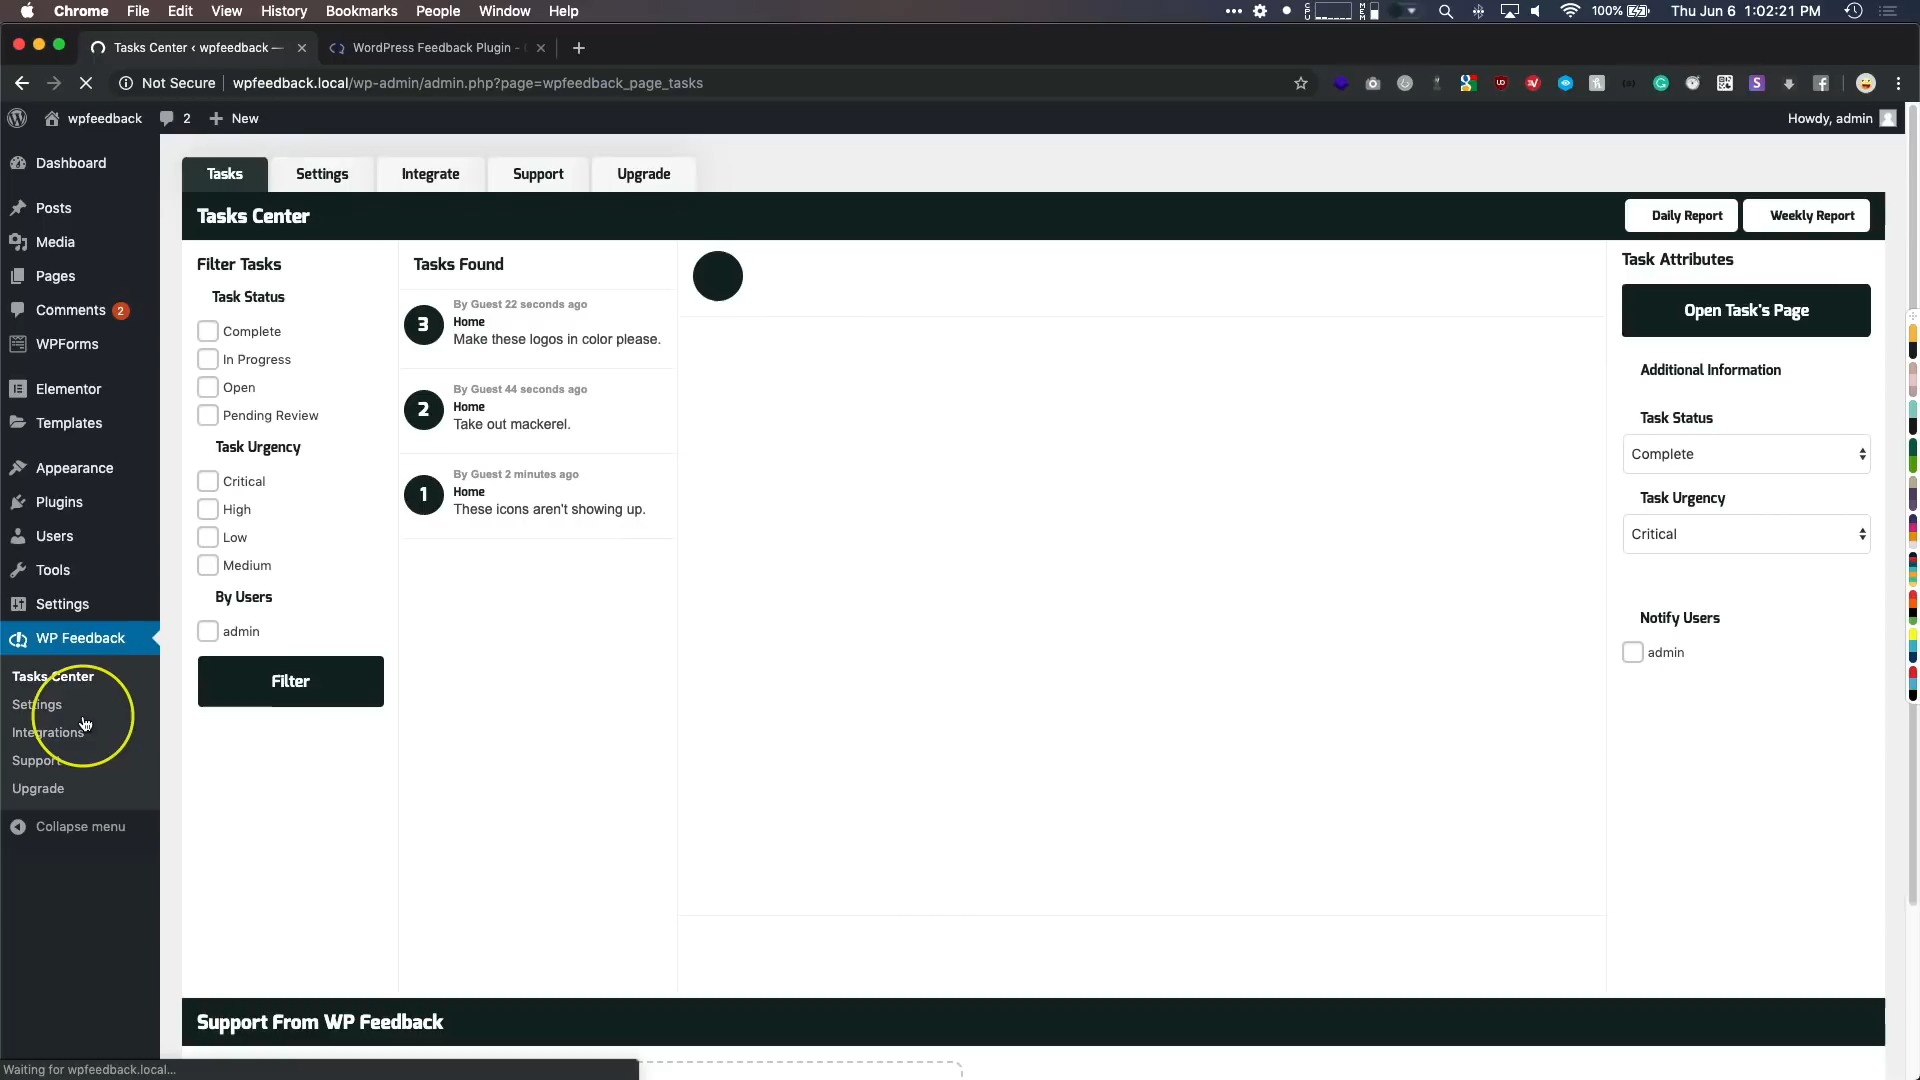 Chrome File Edit View History Bookmarks People Window Help
100% Thu Jun 6 1:02:21 PM
Tasks Center ‹ wpfeedback —
WordPress Feedback Plugin -
Not Secure wpfeedback.local/wp-admin/admin.php?page=wpfeedback_page_tasks
wpfeedback 2 New
Howdy, admin
Dashboard
Posts
Media
Pages
Comments 2
WPForms
Elementor
Templates
Appearance
Plugins
Users
Tools
Settings
WP Feedback
Tasks Center
Settings
Integrations
Support
Upgrade
Collapse menu
Tasks Settings Integrate Support Upgrade
Tasks Center
Daily Report Weekly Report
Filter Tasks
Task Status
Complete
In Progress
Open
Pending Review
Task Urgency
Critical
High
Low
Medium
By Users
admin
Filter
Tasks Found
3
By Guest 22 seconds ago
Home
Make these logos in color please.
2
By Guest 44 seconds ago
Home
Take out mackerel.
1
By Guest 2 minutes ago
Home
These icons aren't showing up.
Task Attributes
Open Task's Page
Additional Information
Task Status
Complete
Task Urgency
Critical
Notify Users
admin
Support From WP Feedback
Waiting for wpfeedback.local...